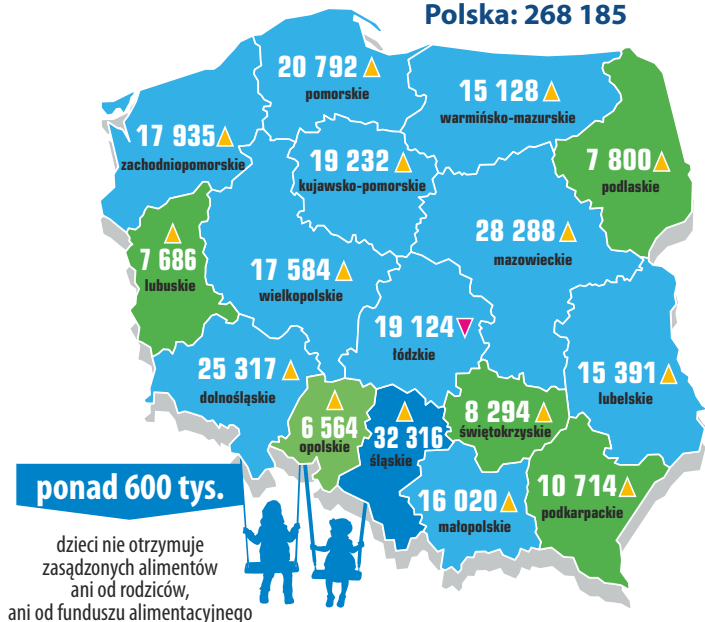 Polska: 268 185
20 792
pomorskie
15 128
warmińsko-mazurskie
17 935
zachodniopomorskie
19 232
kujawsko-pomorskie
7 800
podlaskie
28 288
mazowieckie
7 686
lubuskie
17 584
wielkopolskie
19 124
łódzkie
25 317
dolnośląskie
15 391
lubelskie
6 564
opolskie
32 316
śląskie
8 294
świętokrzyskie
16 020
małopolskie
10 714
podkarpackie
ponad 600 tys.
dzieci nie otrzymuje
zasądzonych alimentów
ani od rodziców,
ani od funduszu alimentacyjnego